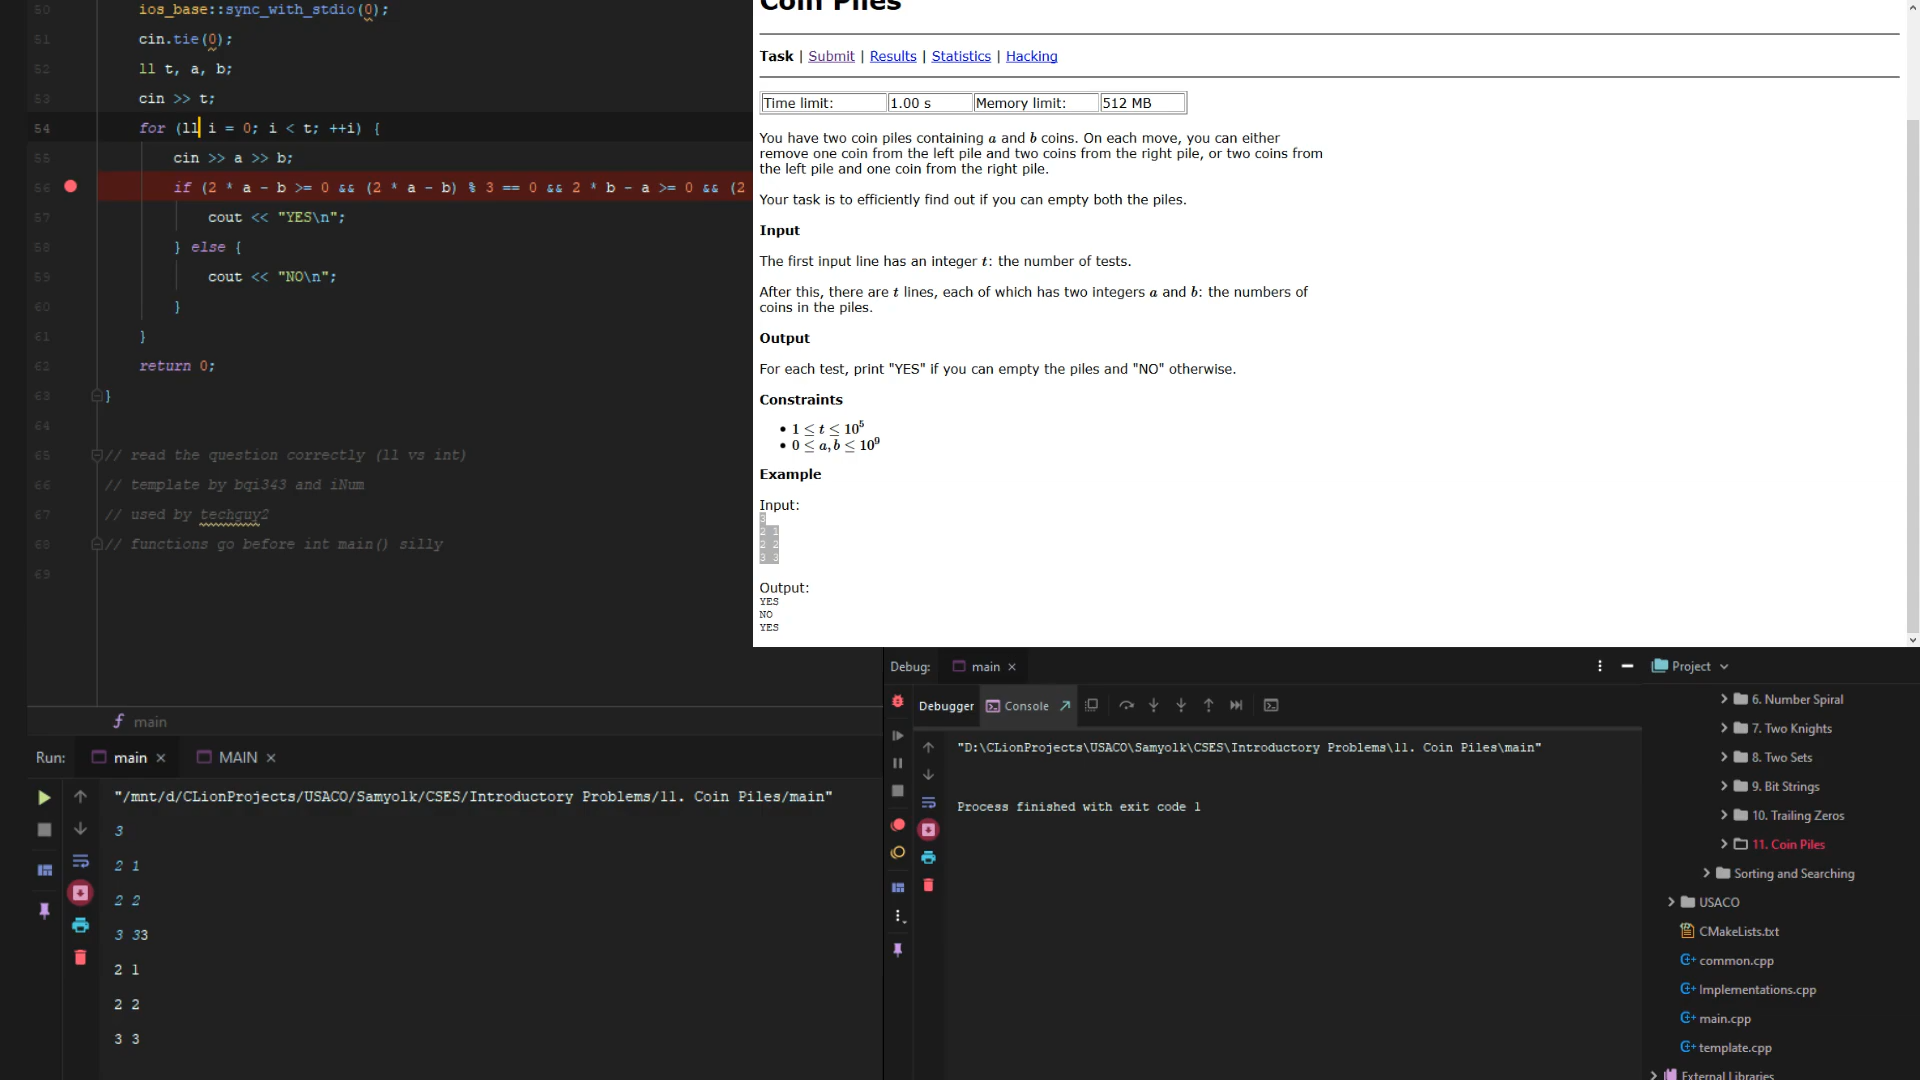 50 ios_base::sync_with_stdio(0);
51 cin.tie(0);
52 ll t, a, b;
53 cin >> t;
54 for (ll i = 0; i < t; ++i) {
55 cin >> a >> b;
56 if (2 * a - b >= 0 && (2 * a - b) % 3 == 0 && 2 * b - a >= 0 && (2
57 cout << "YES\n";
58 } else {
59 cout << "NO\n";
60 }
61 }
62 return 0;
63 }
64
65 // read the question correctly (ll vs int)
66 // template by bqi343 and iNum
67 // used by techguy2
68 // functions go before int main() silly
69
main
Coin Piles
Task | Submit | Results | Statistics | Hacking
Time limit: 1.00 s Memory limit: 512 MB
You have two coin piles containing a and b coins. On each move, you can either
remove one coin from the left pile and two coins from the right pile, or two coins from
the left pile and one coin from the right pile.
Your task is to efficiently find out if you can empty both the piles.
Input
The first input line has an integer t: the number of tests.
After this, there are t lines, each of which has two integers a and b: the numbers of
coins in the piles.
Output
For each test, print "YES" if you can empty the piles and "NO" otherwise.
Constraints
• 1 ≤ t ≤ 10⁵
• 0 ≤ a, b ≤ 10⁹
Example
Input:
3
2 1
2 2
3 3
Output:
YES
NO
YES
Run: main × MAIN ×
"/mnt/d/CLionProjects/USACO/Samyolk/CSES/Introductory Problems/11. Coin Piles/main"
3
2 1
2 2
3 33
2 1
2 2
3 3
Debug: main ×
Debugger Console
"D:\CLionProjects\USACO\Samyolk\CSES\Introductory Problems\11. Coin Piles\main"
Process finished with exit code 1
Project
6. Number Spiral
7. Two Knights
8. Two Sets
9. Bit Strings
10. Trailing Zeros
11. Coin Piles
Sorting and Searching
USACO
CMakeLists.txt
common.cpp
Implementations.cpp
main.cpp
template.cpp
External Libraries